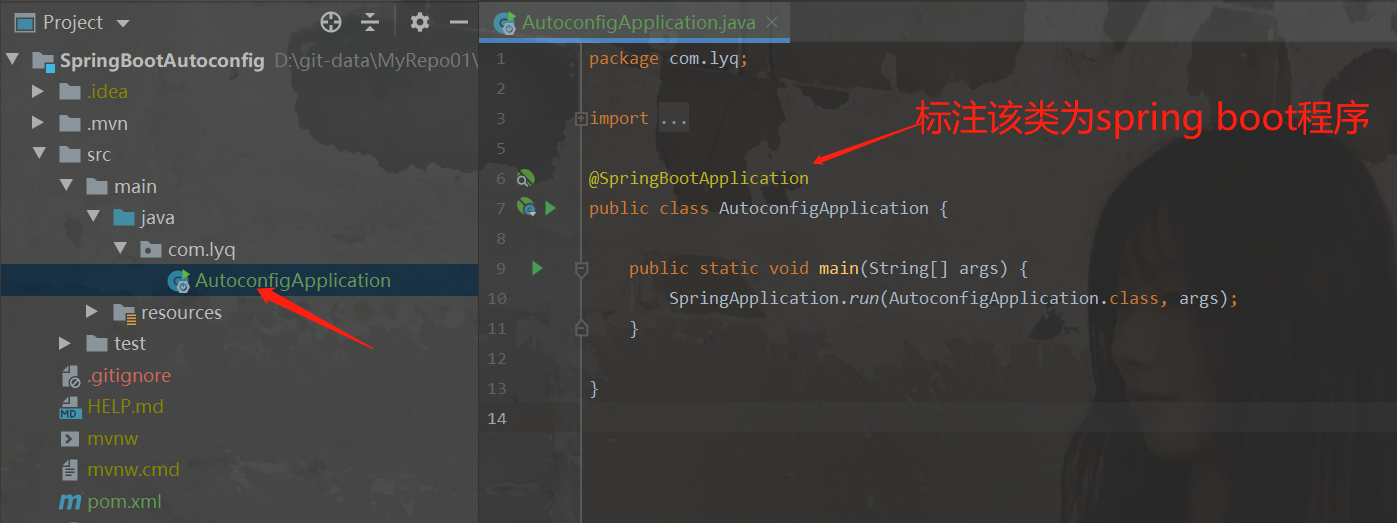 Project
SpringBootAutoconfig D:\git-data\MyRepo01\
.idea
.mvn
src
main
java
com.lyq
AutoconfigApplication
resources
test
.gitignore
HELP.md
mvnw
mvnw.cmd
pom.xml
AutoconfigApplication.java
1 package com.lyq;
2
3 import ...
5
标注该类为spring boot程序
6 @SpringBootApplication
7 public class AutoconfigApplication {
8
9 public static void main(String[] args) {
10 SpringApplication.run(AutoconfigApplication.class, args);
11 }
12
13 }
14